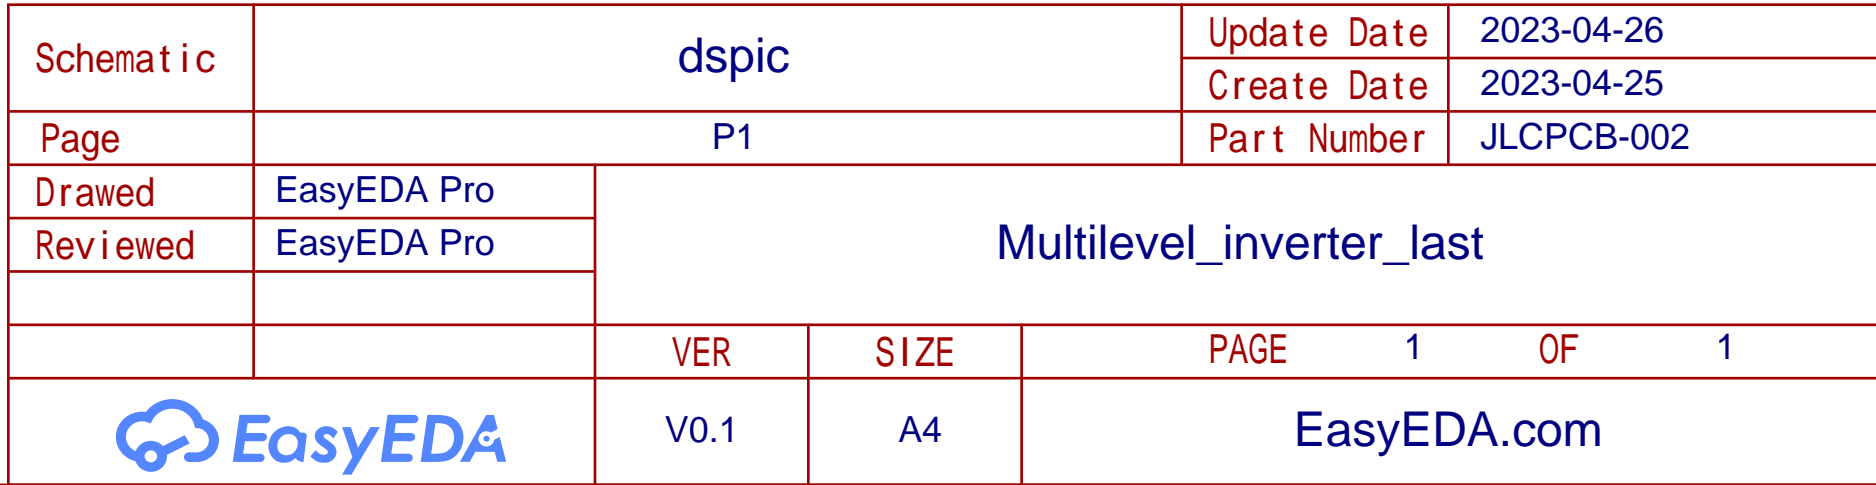 Schematic dspic Update Date 2023-04-26
Create Date 2023-04-25
Page P1 Part Number JLCPCB-002
Drawed EasyEDA Pro
Reviewed EasyEDA Pro Multilevel_inverter_last
VER SIZE PAGE 1 OF 1
EasyEDA V0.1 A4 EasyEDA.com